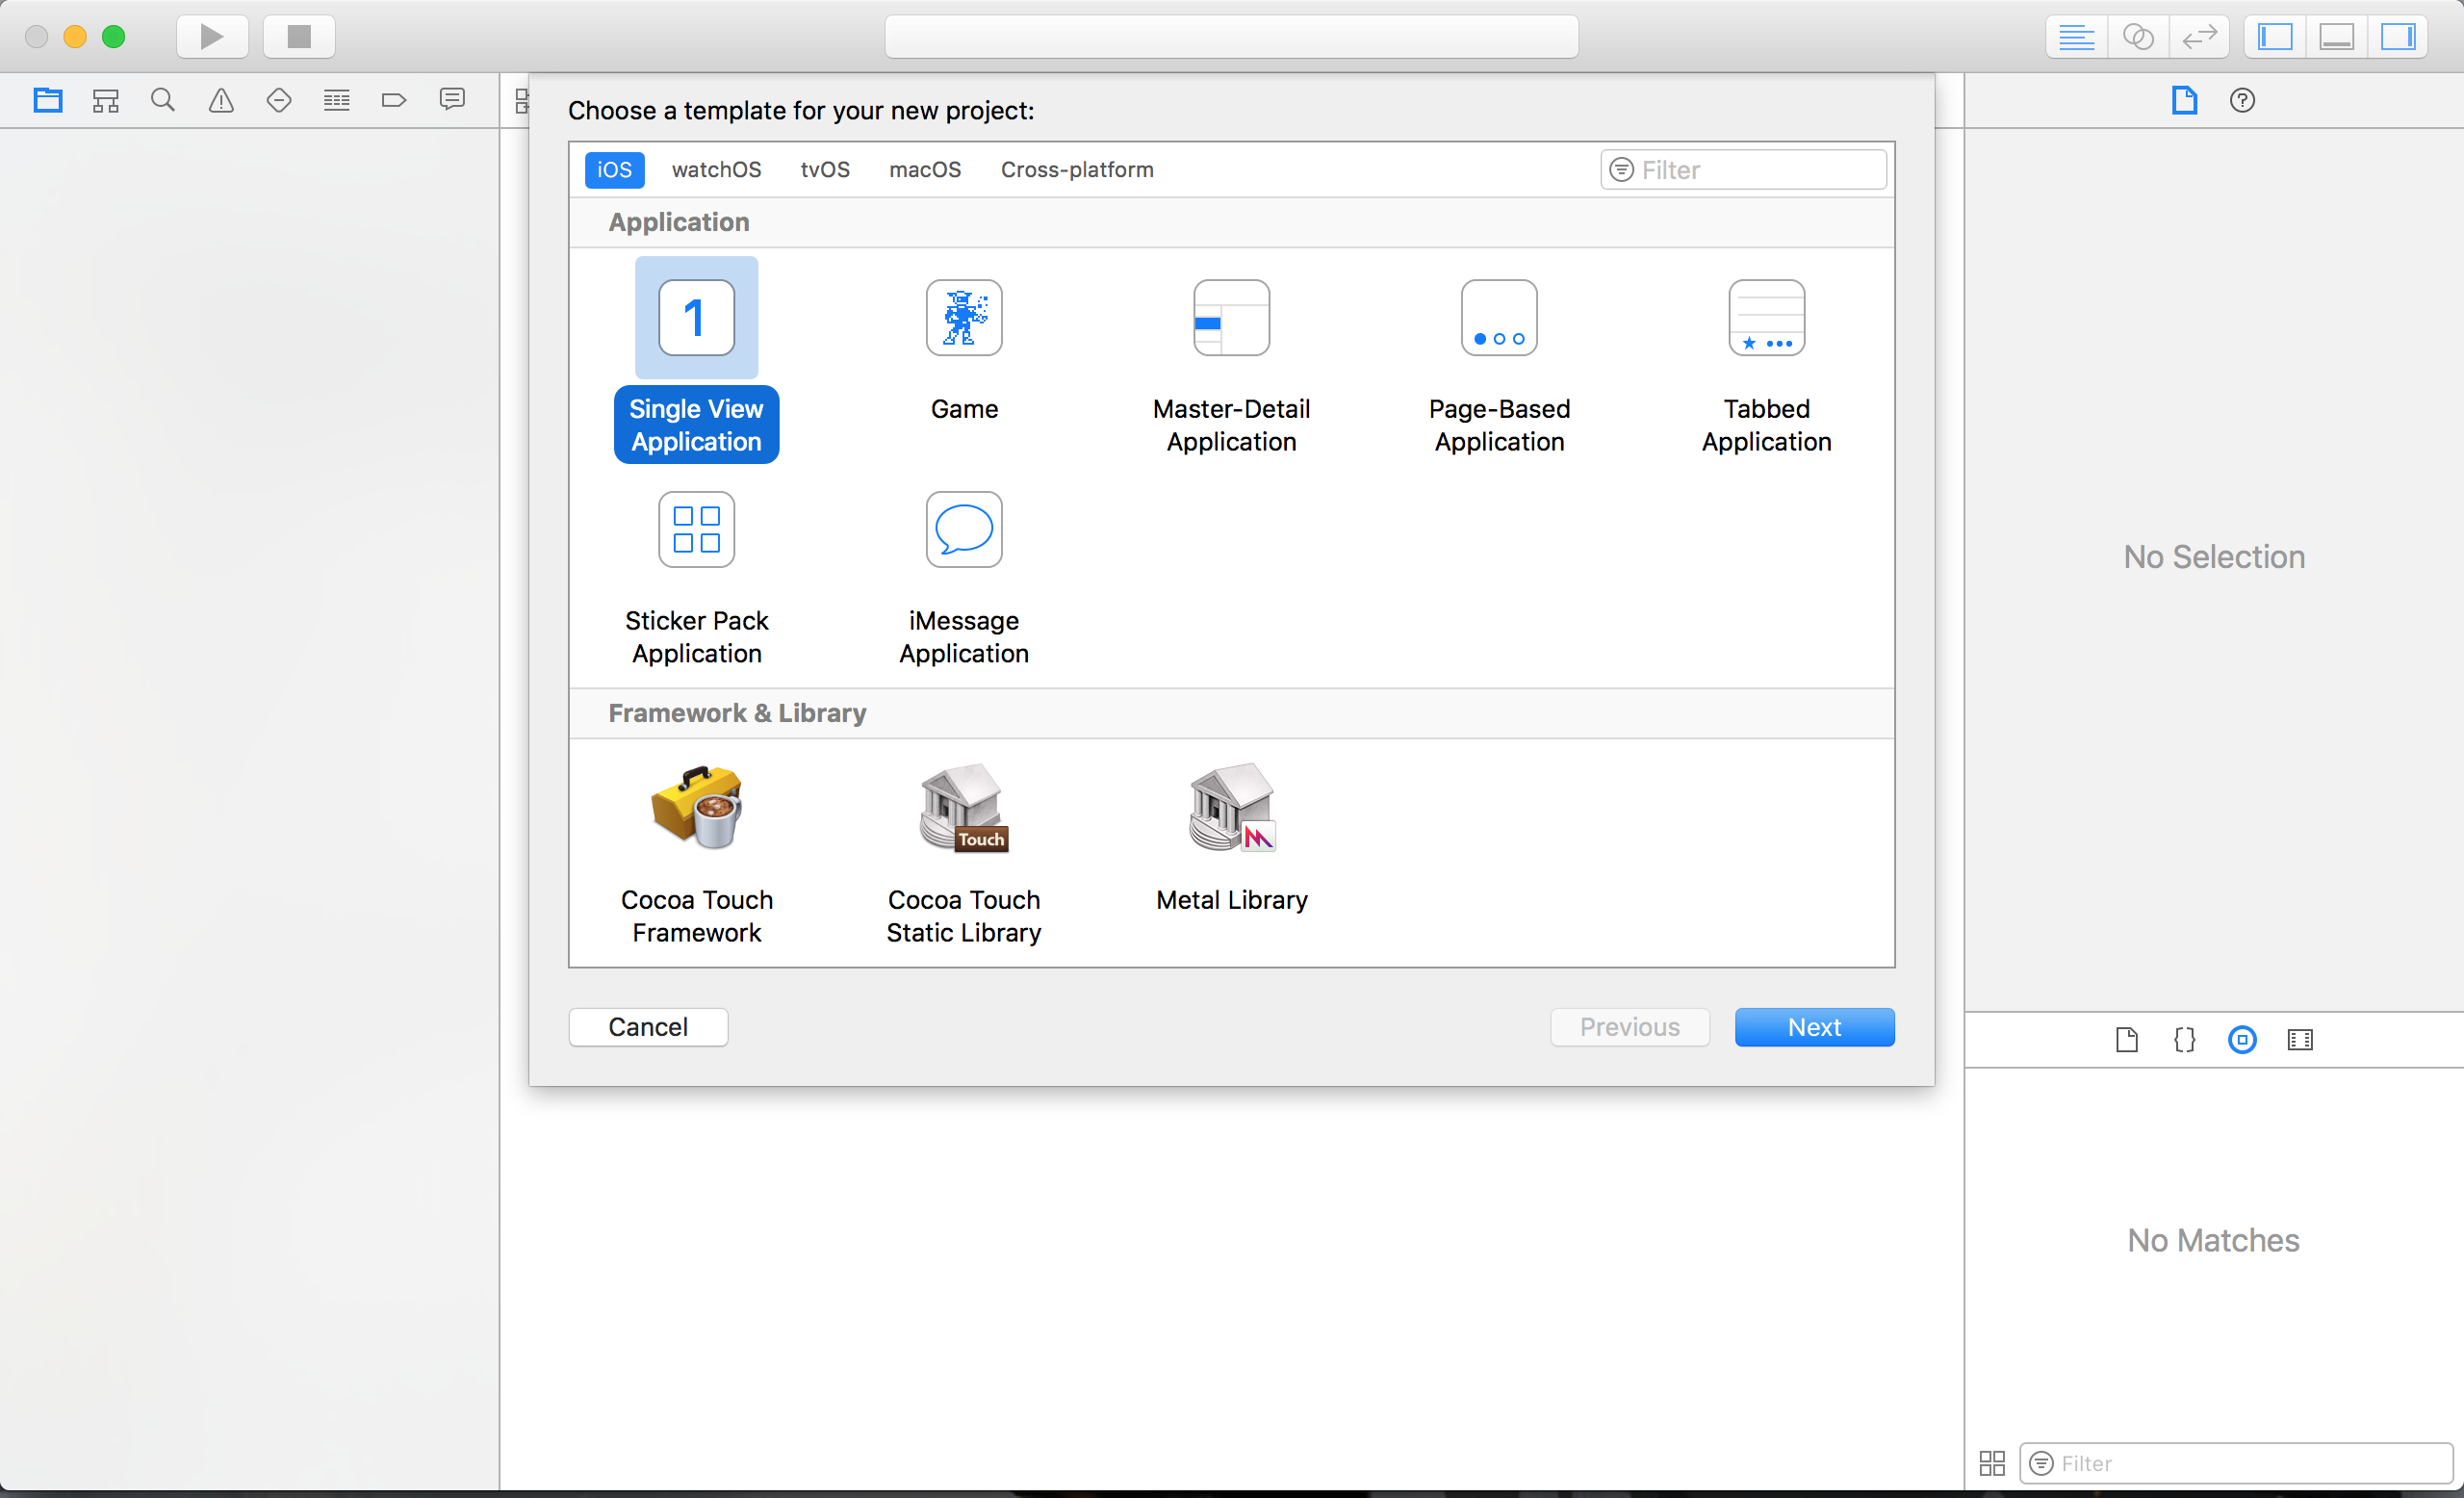 Choose a template for your new project:
iOS watchOS tvOS macOS Cross-platform Filter
Application
1
Single View Application
Game
Master-Detail Application
Page-Based Application
Tabbed Application
Sticker Pack Application
iMessage Application
No Selection
Framework & Library
Touch
Cocoa Touch Framework
Cocoa Touch Static Library
Metal Library
Cancel Previous Next
No Matches
Filter